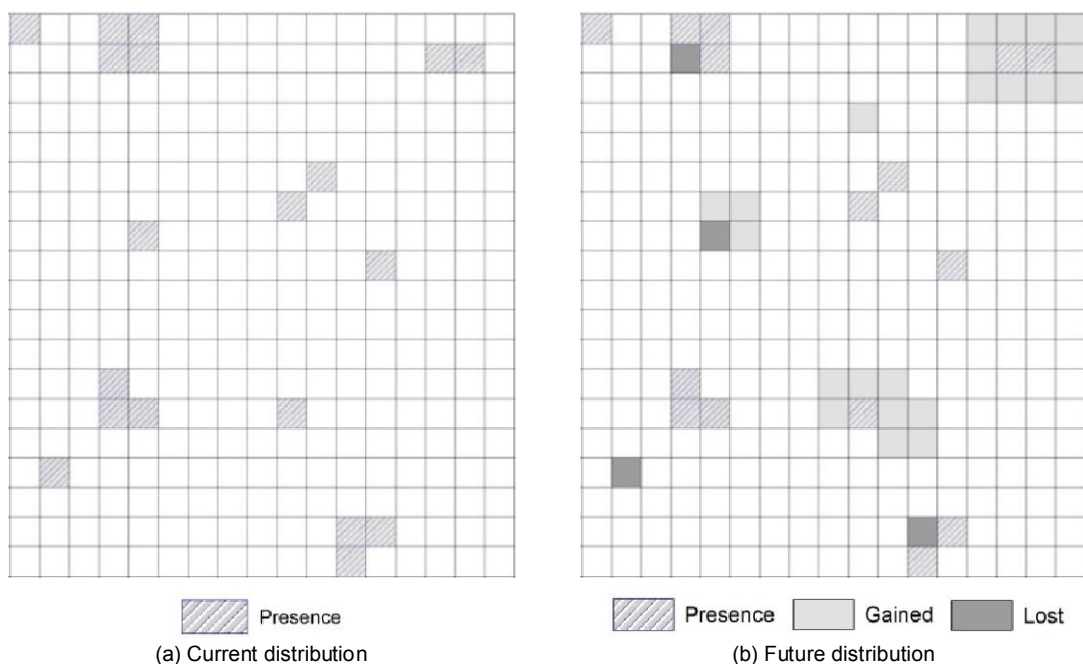 Presence
Presence Gained Lost
(a) Current distribution
(b) Future distribution